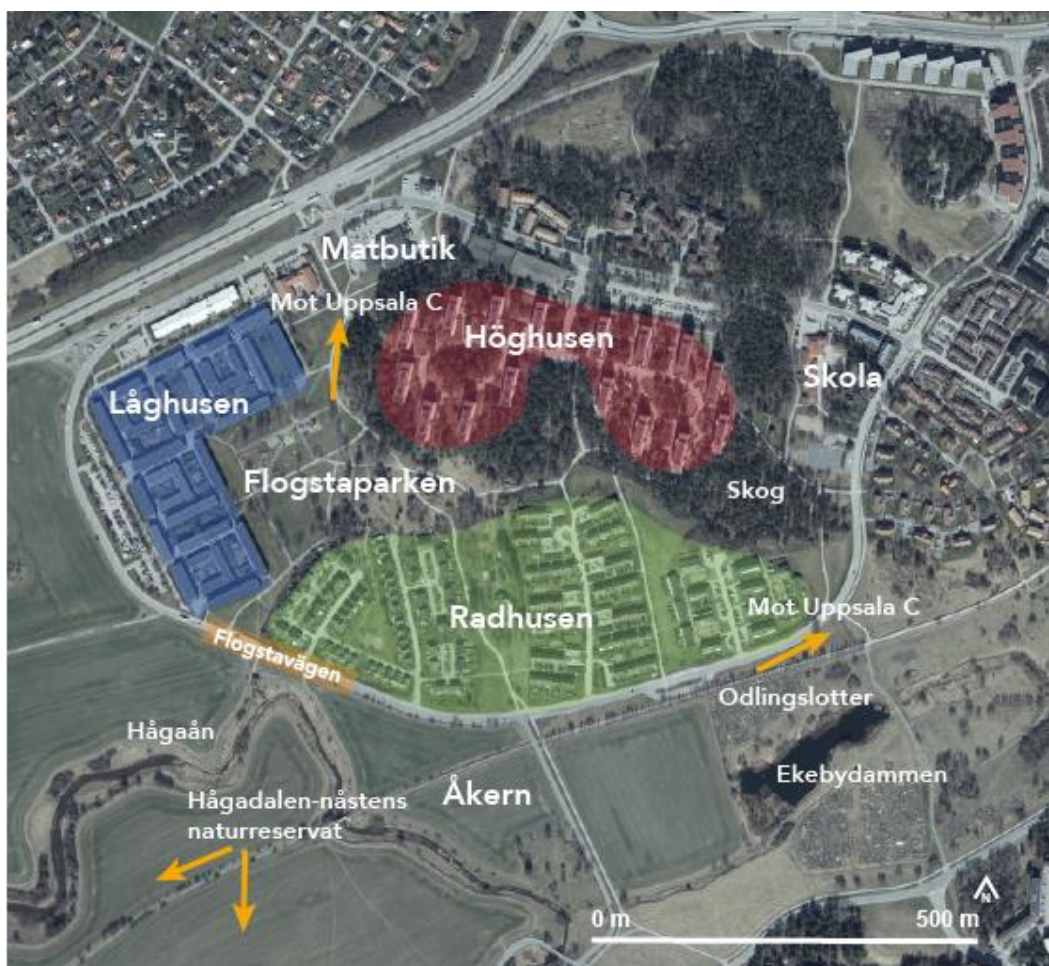 Matbutik
Mot Uppsala C
Höghusen
Låghusen
Skola
Flogstaparken
Skog
Radhusen
Mot Uppsala C
Flogstavägen
Odlingslotter
Hågaån
Ekebydammen
Åkern
Hågadalen-nåstens
naturreservat
N
0 m
500 m